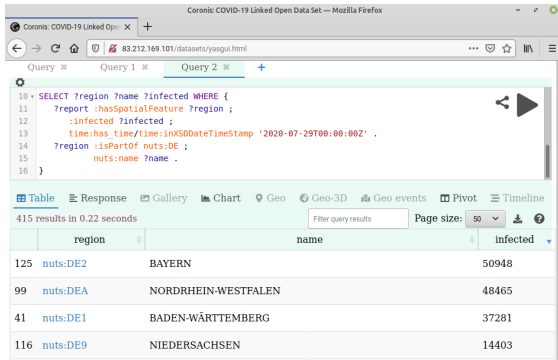 Coronis: COVID-19 Linked Open Data Set — Mozilla Firefox
Coronis: COVID-19 Linked Ope
83.212.169.101/datasets/yasgui.html
Query Query 1 Query 2 +
10 SELECT ?region ?name ?infected WHERE {
11 ?report :hasSpatialFeature ?region ;
12 :infected ?infected ;
13 time:has_time/time:inXSDDateTimeStamp '2020-07-29T00:00:00Z' .
14 ?region :isPartOf nuts:DE ;
15 nuts:name ?name .
16 }
Table Response Gallery Chart Geo Geo-3D Geo events Pivot Timeline
415 results in 0.22 seconds Filter query results Page size: 50
region name infected
125 nuts:DE2 BAYERN 50948
99 nuts:DEA NORDRHEIN-WESTFALEN 48465
41 nuts:DE1 BADEN-WÃRTTEMBERG 37281
116 nuts:DE9 NIEDERSACHSEN 14403